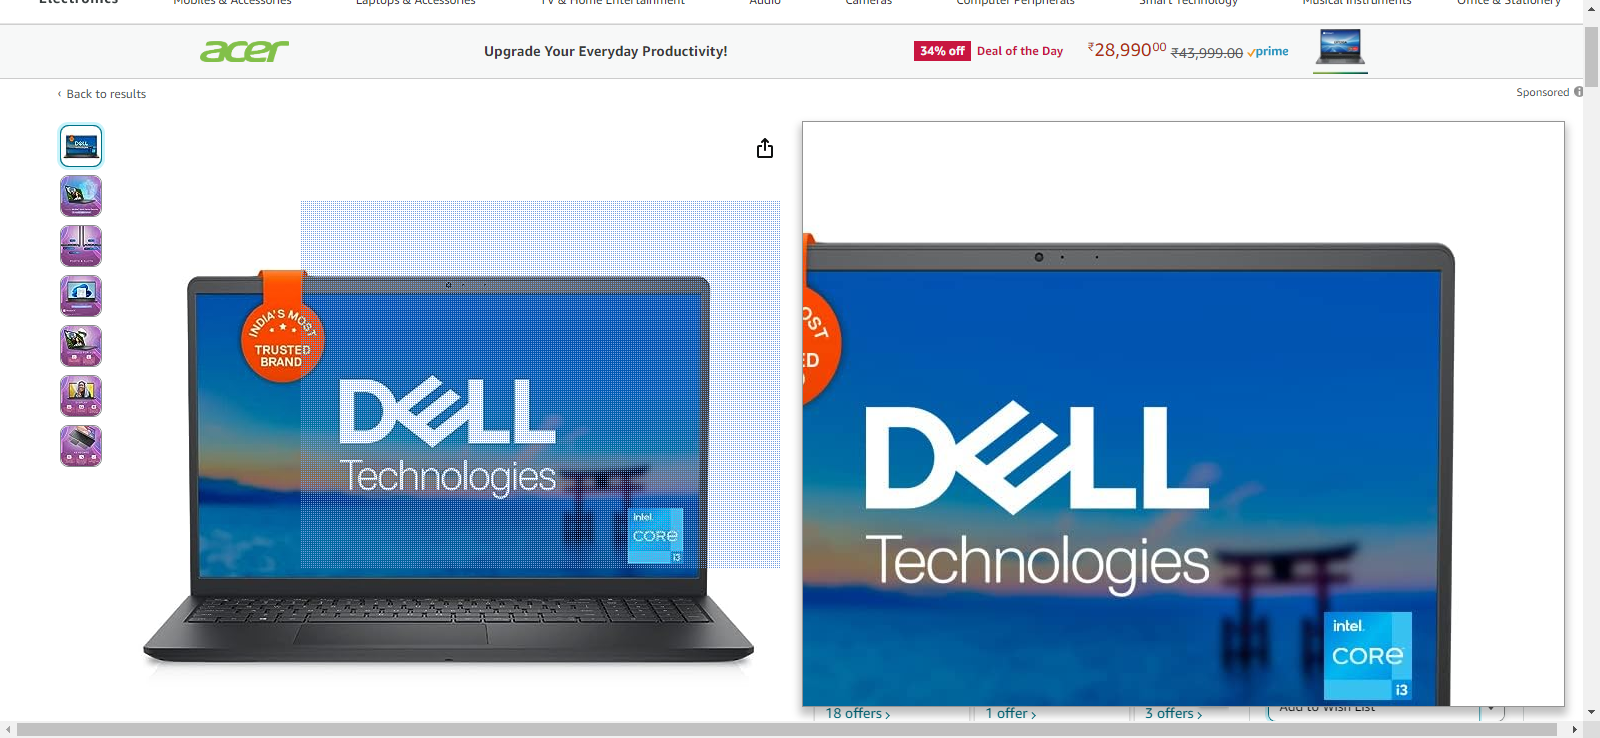 Electronics Mobiles & Accessories Laptops & Accessories TV & Home Entertainment Audio Cameras Computer Peripherals Smart Technology Musical Instruments Office & Stationery
acer Upgrade Your Everyday Productivity! 34% off Deal of the Day ₹28,990⁰⁰ ₹43,999.00 prime
‹ Back to results
Sponsored
INDIA'S MOST
TRUSTED
BRAND
DELL
Technologies
intel.
CORE
i3
OST
ED
DELL
Technologies
intel.
CORE
i3
18 offers › 1 offer › 3 offers › Add to Wish List